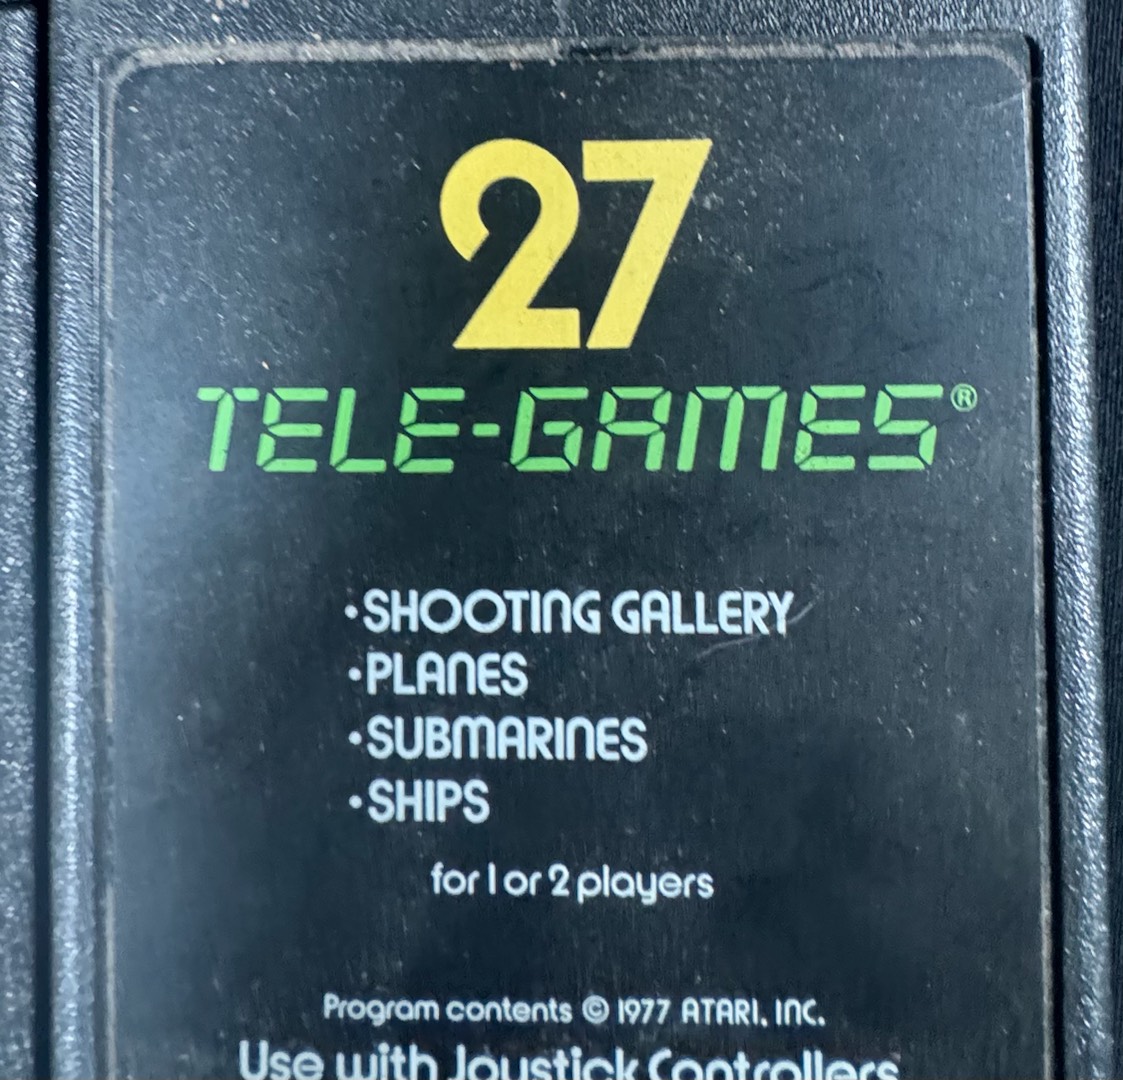 27
TELE-GAMES®
•SHOOTING GALLERY
•PLANES
•SUBMARINES
•SHIPS
for 1 or 2 players
Program contents © 1977 ATARI, INC.
Use with Joystick Controllers